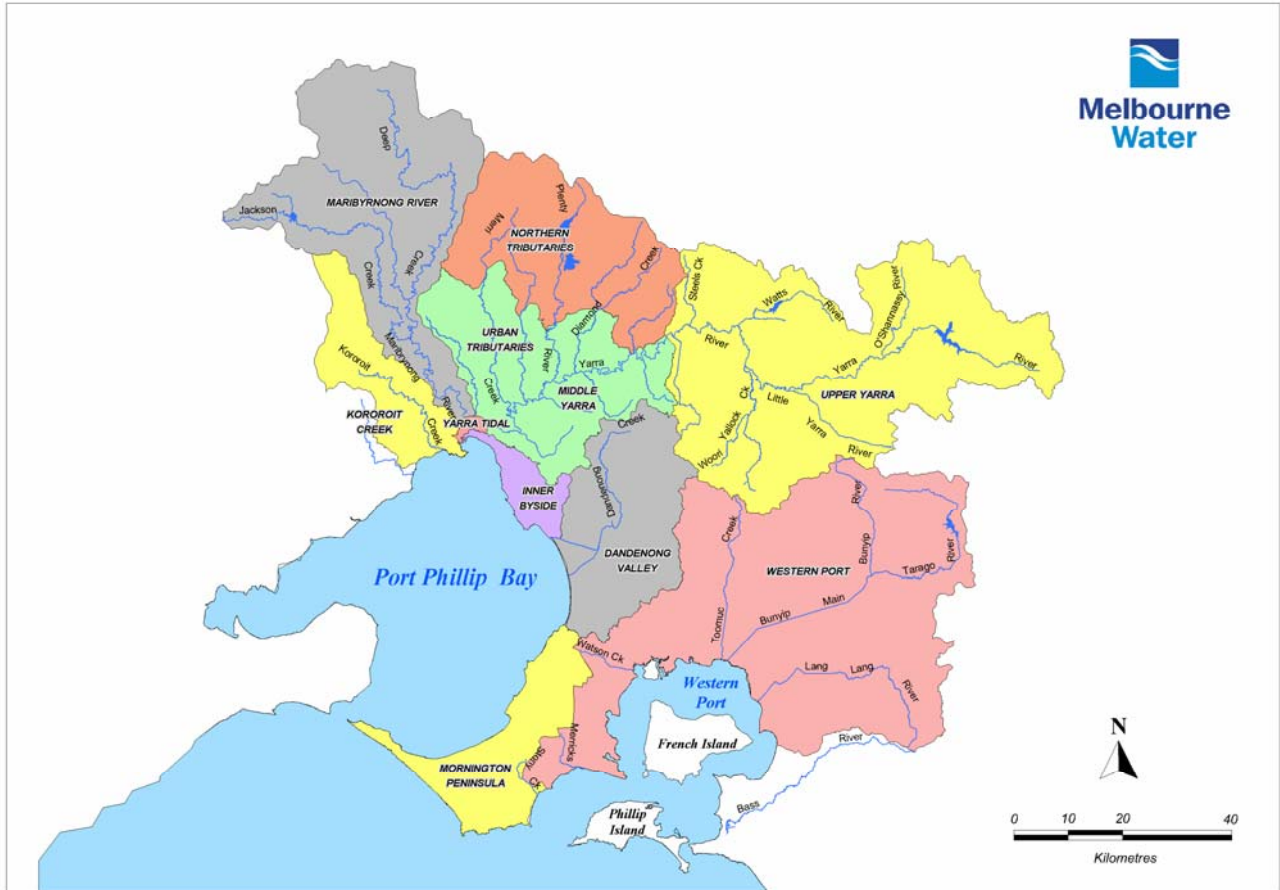 Melbourne
Water
Deep
Creek
MARIBYRNONG RIVER
Jackson
Creek
Maribyrnong
River
Merri
Creek
Plenty
River
NORTHERN
TRIBUTARIES
Diamond
Creek
Steels Ck
Watts
River
O'Shannassy River
Yarra
River
UPPER YARRA
Little
Yarra
River
Woori Yallock Ck
River
Yarra
URBAN
TRIBUTARIES
MIDDLE
YARRA
Kororoit
Creek
KOROROIT
CREEK
YARRA TIDAL
INNER
BYSIDE
Dandenong
Creek
DANDENONG
VALLEY
Port Phillip Bay
WESTERN PORT
Toomuc
Creek
Bunyip
River
Bunyip
Main
Tarago
River
Watson Ck
Lang
Lang
River
Western
Port
French Island
Merricks
Stony
Ck
MORNINGTON
PENINSULA
Phillip
Island
Bass
River
N
0 10 20 40
Kilometres